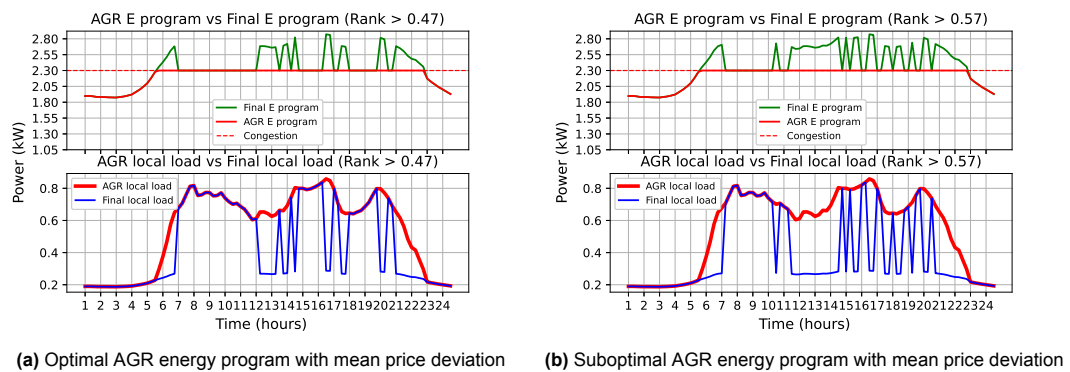 AGR E program vs Final E program (Rank > 0.47)
2.80
2.55
2.30
2.05
1.80
1.55
1.30
1.05
Final E program
AGR E program
Congestion
Power (kW)
AGR local load vs Final local load (Rank > 0.47)
0.8
0.6
0.4
0.2
AGR local load
Final local load
1 2 3 4 5 6 7 8 9 10 11 12 13 14 15 16 17 18 19 20 21 22 23 24
Time (hours)
(a) Optimal AGR energy program with mean price deviation
AGR E program vs Final E program (Rank > 0.57)
2.80
2.55
2.30
2.05
1.80
1.55
1.30
1.05
Final E program
AGR E program
Congestion
Power (kW)
AGR local load vs Final local load (Rank > 0.57)
0.8
0.6
0.4
0.2
AGR local load
Final local load
1 2 3 4 5 6 7 8 9 10 11 12 13 14 15 16 17 18 19 20 21 22 23 24
Time (hours)
(b) Suboptimal AGR energy program with mean price deviation